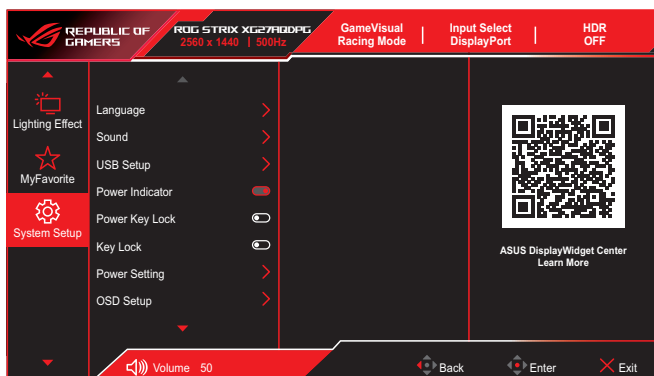 REPUBLIC OF
GAMERS
ROG STRIX XG27AQDPG
2560 x 1440 | 500Hz
GameVisual
Racing Mode
Input Select
DisplayPort
HDR
OFF
Lighting Effect
MyFavorite
System Setup
Language
Sound
USB Setup
Power Indicator
Power Key Lock
Key Lock
Power Setting
OSD Setup
ASUS DisplayWidget Center
Learn More
Volume 50
Back
Enter
Exit